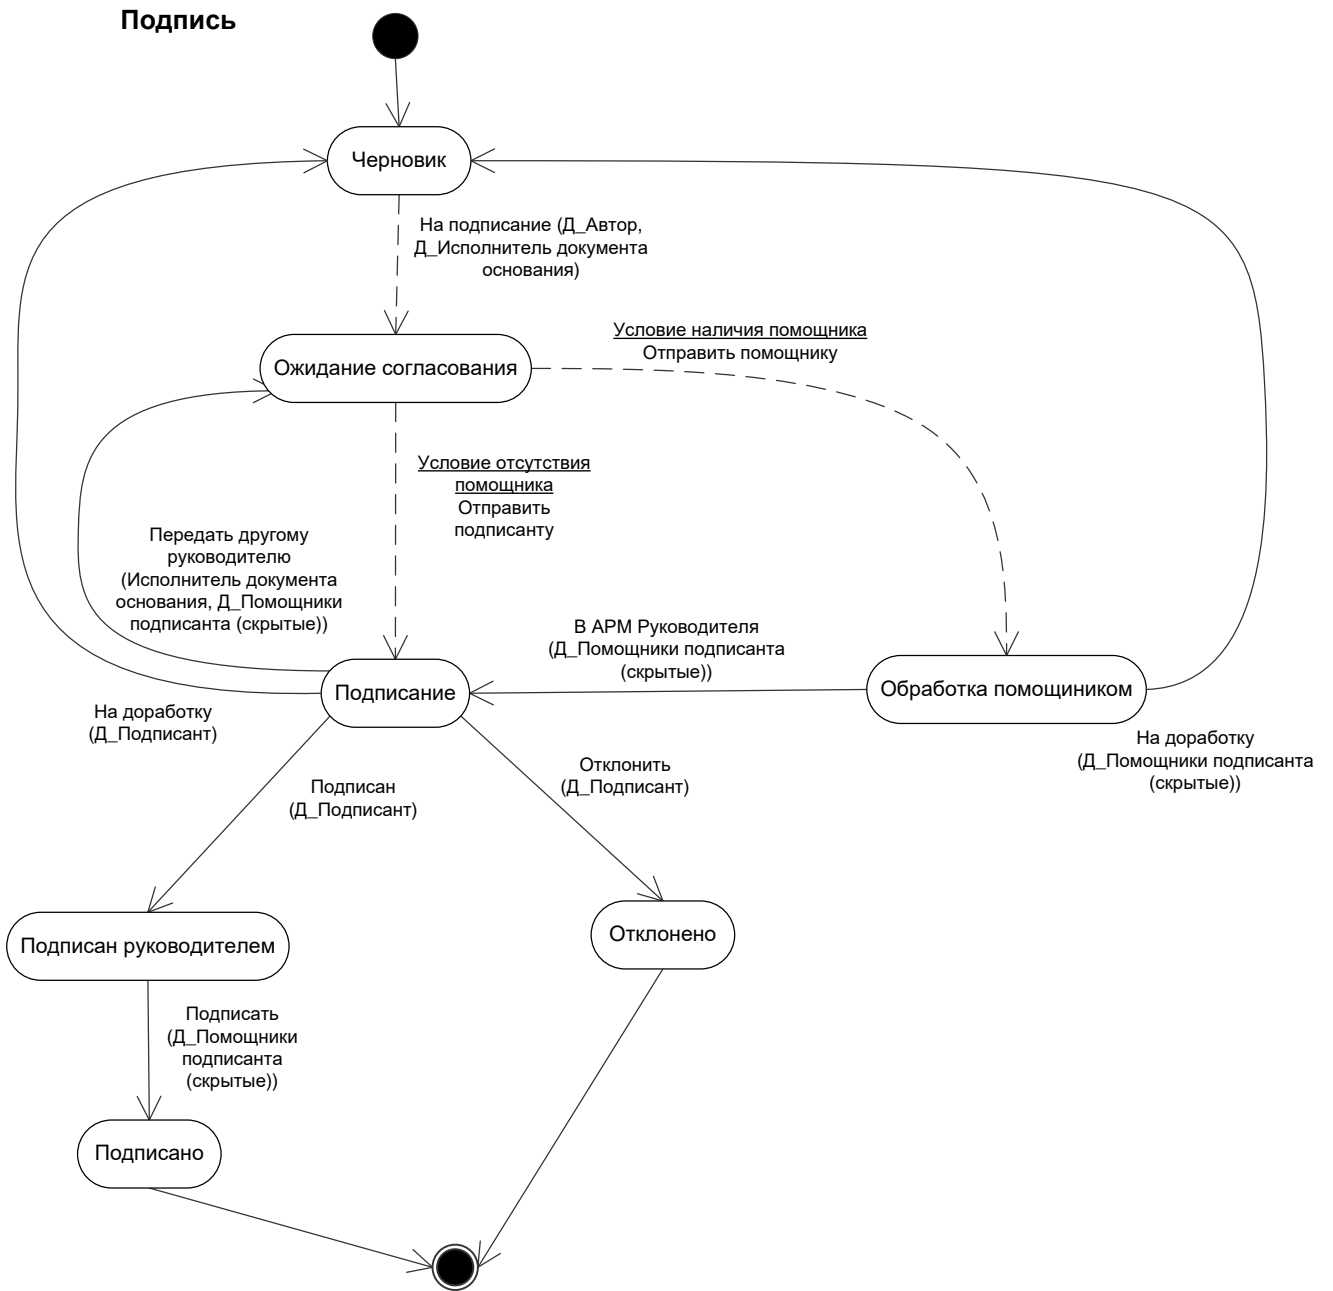 Подпись
Черновик
На подписание (Д_Автор,
Д_Исполнитель документа
основания)
Условие наличия помощника
Отправить помощнику
Ожидание согласования
Условие отсутствия
помощника
Отправить
подписанту
Передать другому
руководителю
(Исполнитель документа
основания, Д_Помощники
подписанта (скрытые))
В АРМ Руководителя
(Д_Помощники подписанта
(скрытые))
Подписание
Обработка помощиником
На доработку
(Д_Подписант)
На доработку
(Д_Помощники подписанта
(скрытые))
Отклонить
(Д_Подписант)
Подписан
(Д_Подписант)
Подписан руководителем
Отклонено
Подписать
(Д_Помощники
подписанта
(скрытые))
Подписано